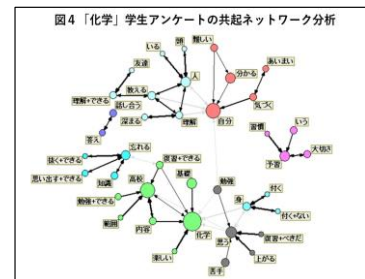 図４「化学」学生アンケートの共起ネットワーク分析
難しい
頭
いる
人
分かる
あいまい
友達
教える
理解+できる
話し合う
自分
気づく
深まる
理解
答え
習慣
いう
大切さ
予習
忘れる
抜く+できる
思い出す+できる
知識
復習+できる
高校
基礎
勉強
勉強+できる
身
付く
付く+ない
範囲
内容
化学
思う
復習+べきだ
楽しい
上がる
苦手